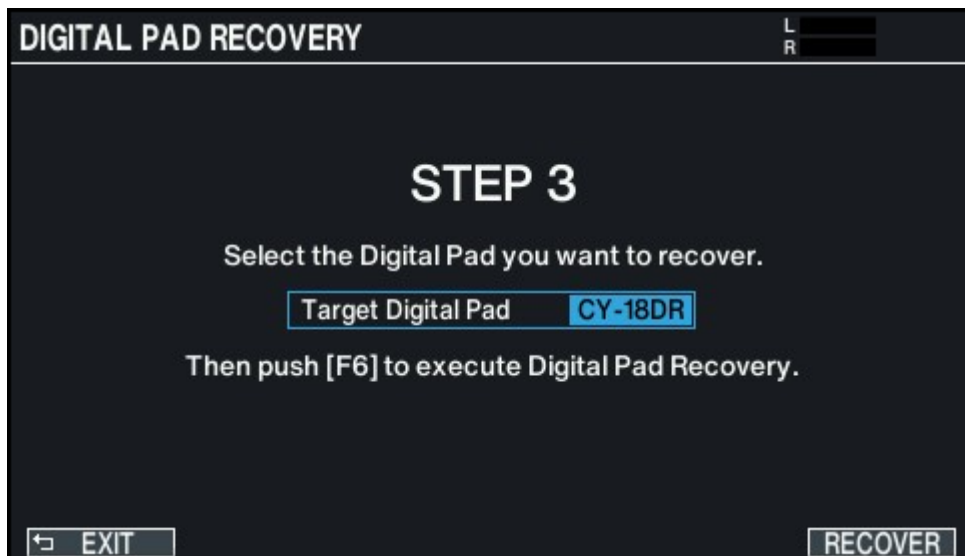 DIGITAL PAD RECOVERY
L
R
STEP 3
Select the Digital Pad you want to recover.
Target Digital Pad CY-18DR
Then push [F6] to execute Digital Pad Recovery.
EXIT
RECOVER